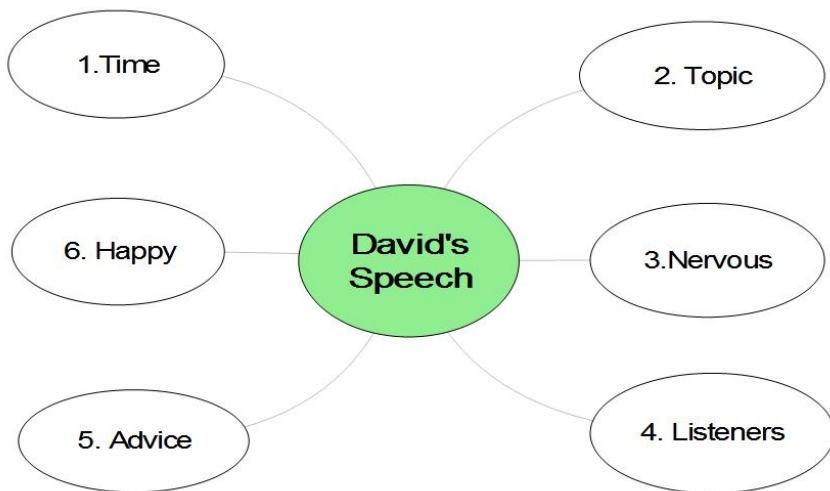 1.Time
2. Topic
6. Happy
David's
Speech
3.Nervous
5. Advice
4. Listeners